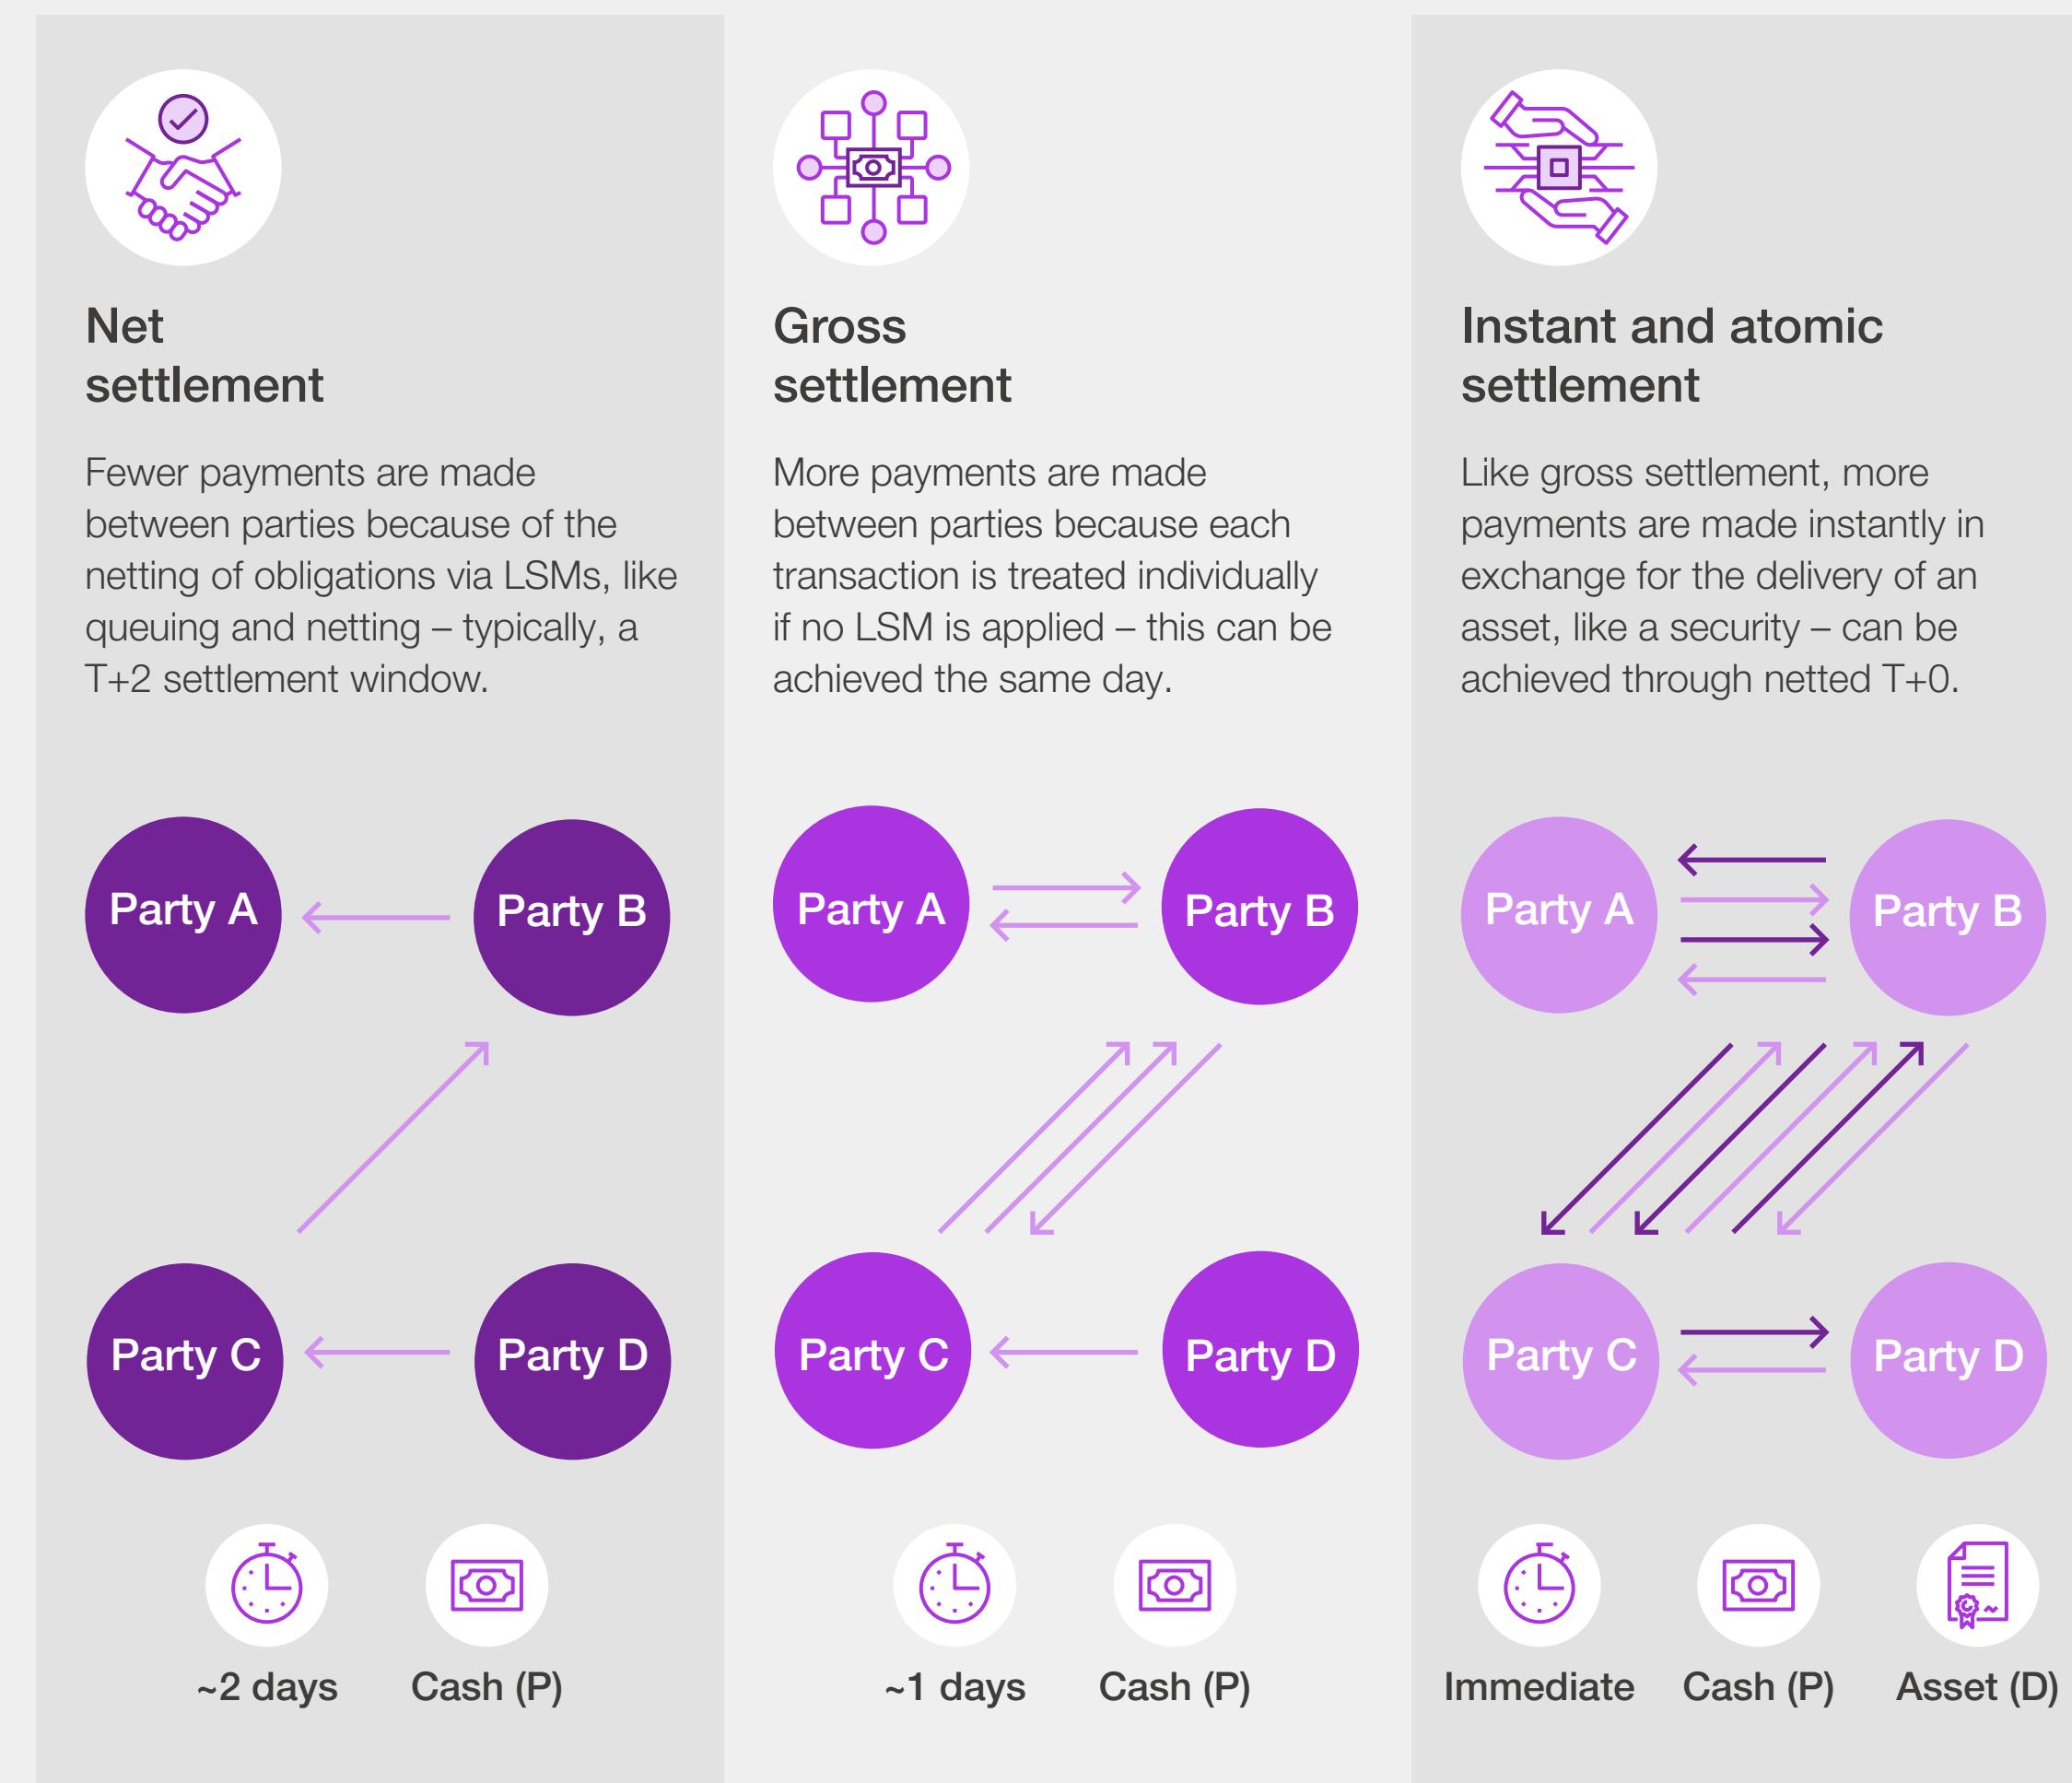 Net
settlement
Fewer payments are made
between parties because of the
netting of obligations via LSMs, like
queuing and netting – typically, a
T+2 settlement window.
Party A
Party B
Party C
Party D
~2 days
Cash (P)
Gross
settlement
More payments are made
between parties because each
transaction is treated individually
if no LSM is applied – this can be
achieved the same day.
Party A
Party B
Party C
Party D
~1 days
Cash (P)
Instant and atomic
settlement
Like gross settlement, more
payments are made instantly in
exchange for the delivery of an
asset, like a security – can be
achieved through netted T+0.
Party A
Party B
Party C
Party D
Immediate
Cash (P)
Asset (D)